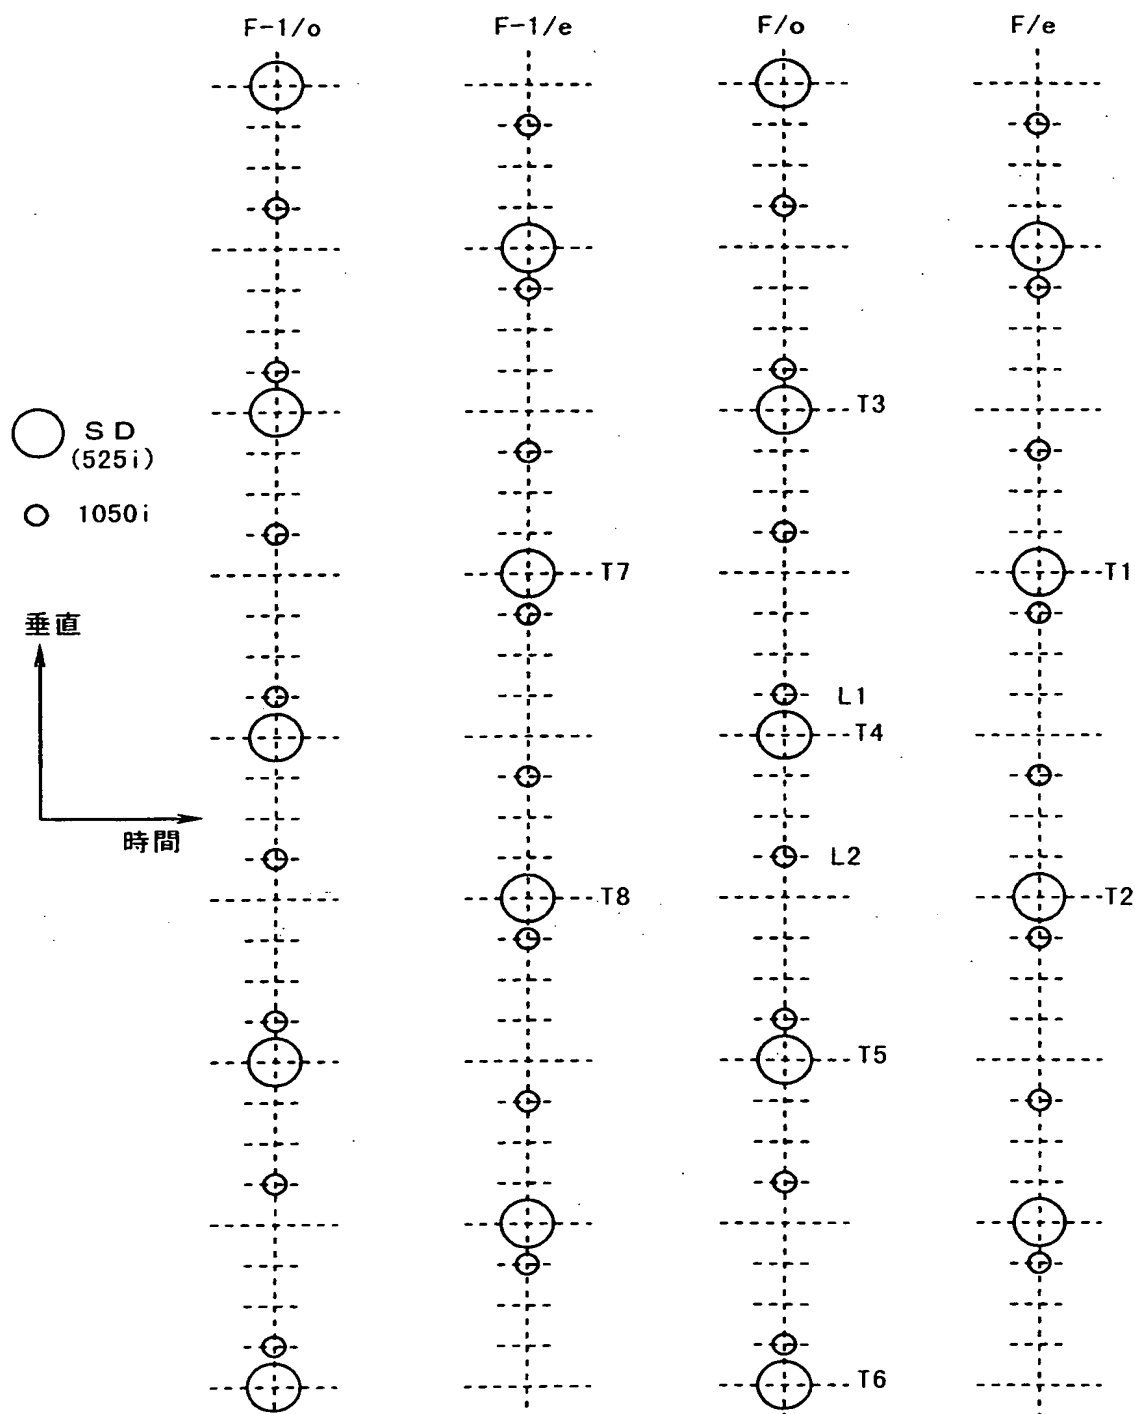 F-1/o F-1/e F/o F/e
T3
SD
(525i)
1050i
T7 T1
垂直
L1
T4
時間
L2
T8 T2
T5
T6